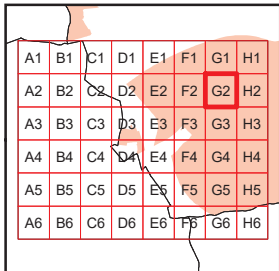 A1 B1 C1 D1 E1 F1 G1 H1
A2 B2 C2 D2 E2 F2 G2 H2
A3 B3 C3 D3 E3 F3 G3 H3
A4 B4 C4 D4 E4 F4 G4 H4
A5 B5 C5 D5 E5 F5 G5 H5
A6 B6 C6 D6 E6 F6 G6 H6